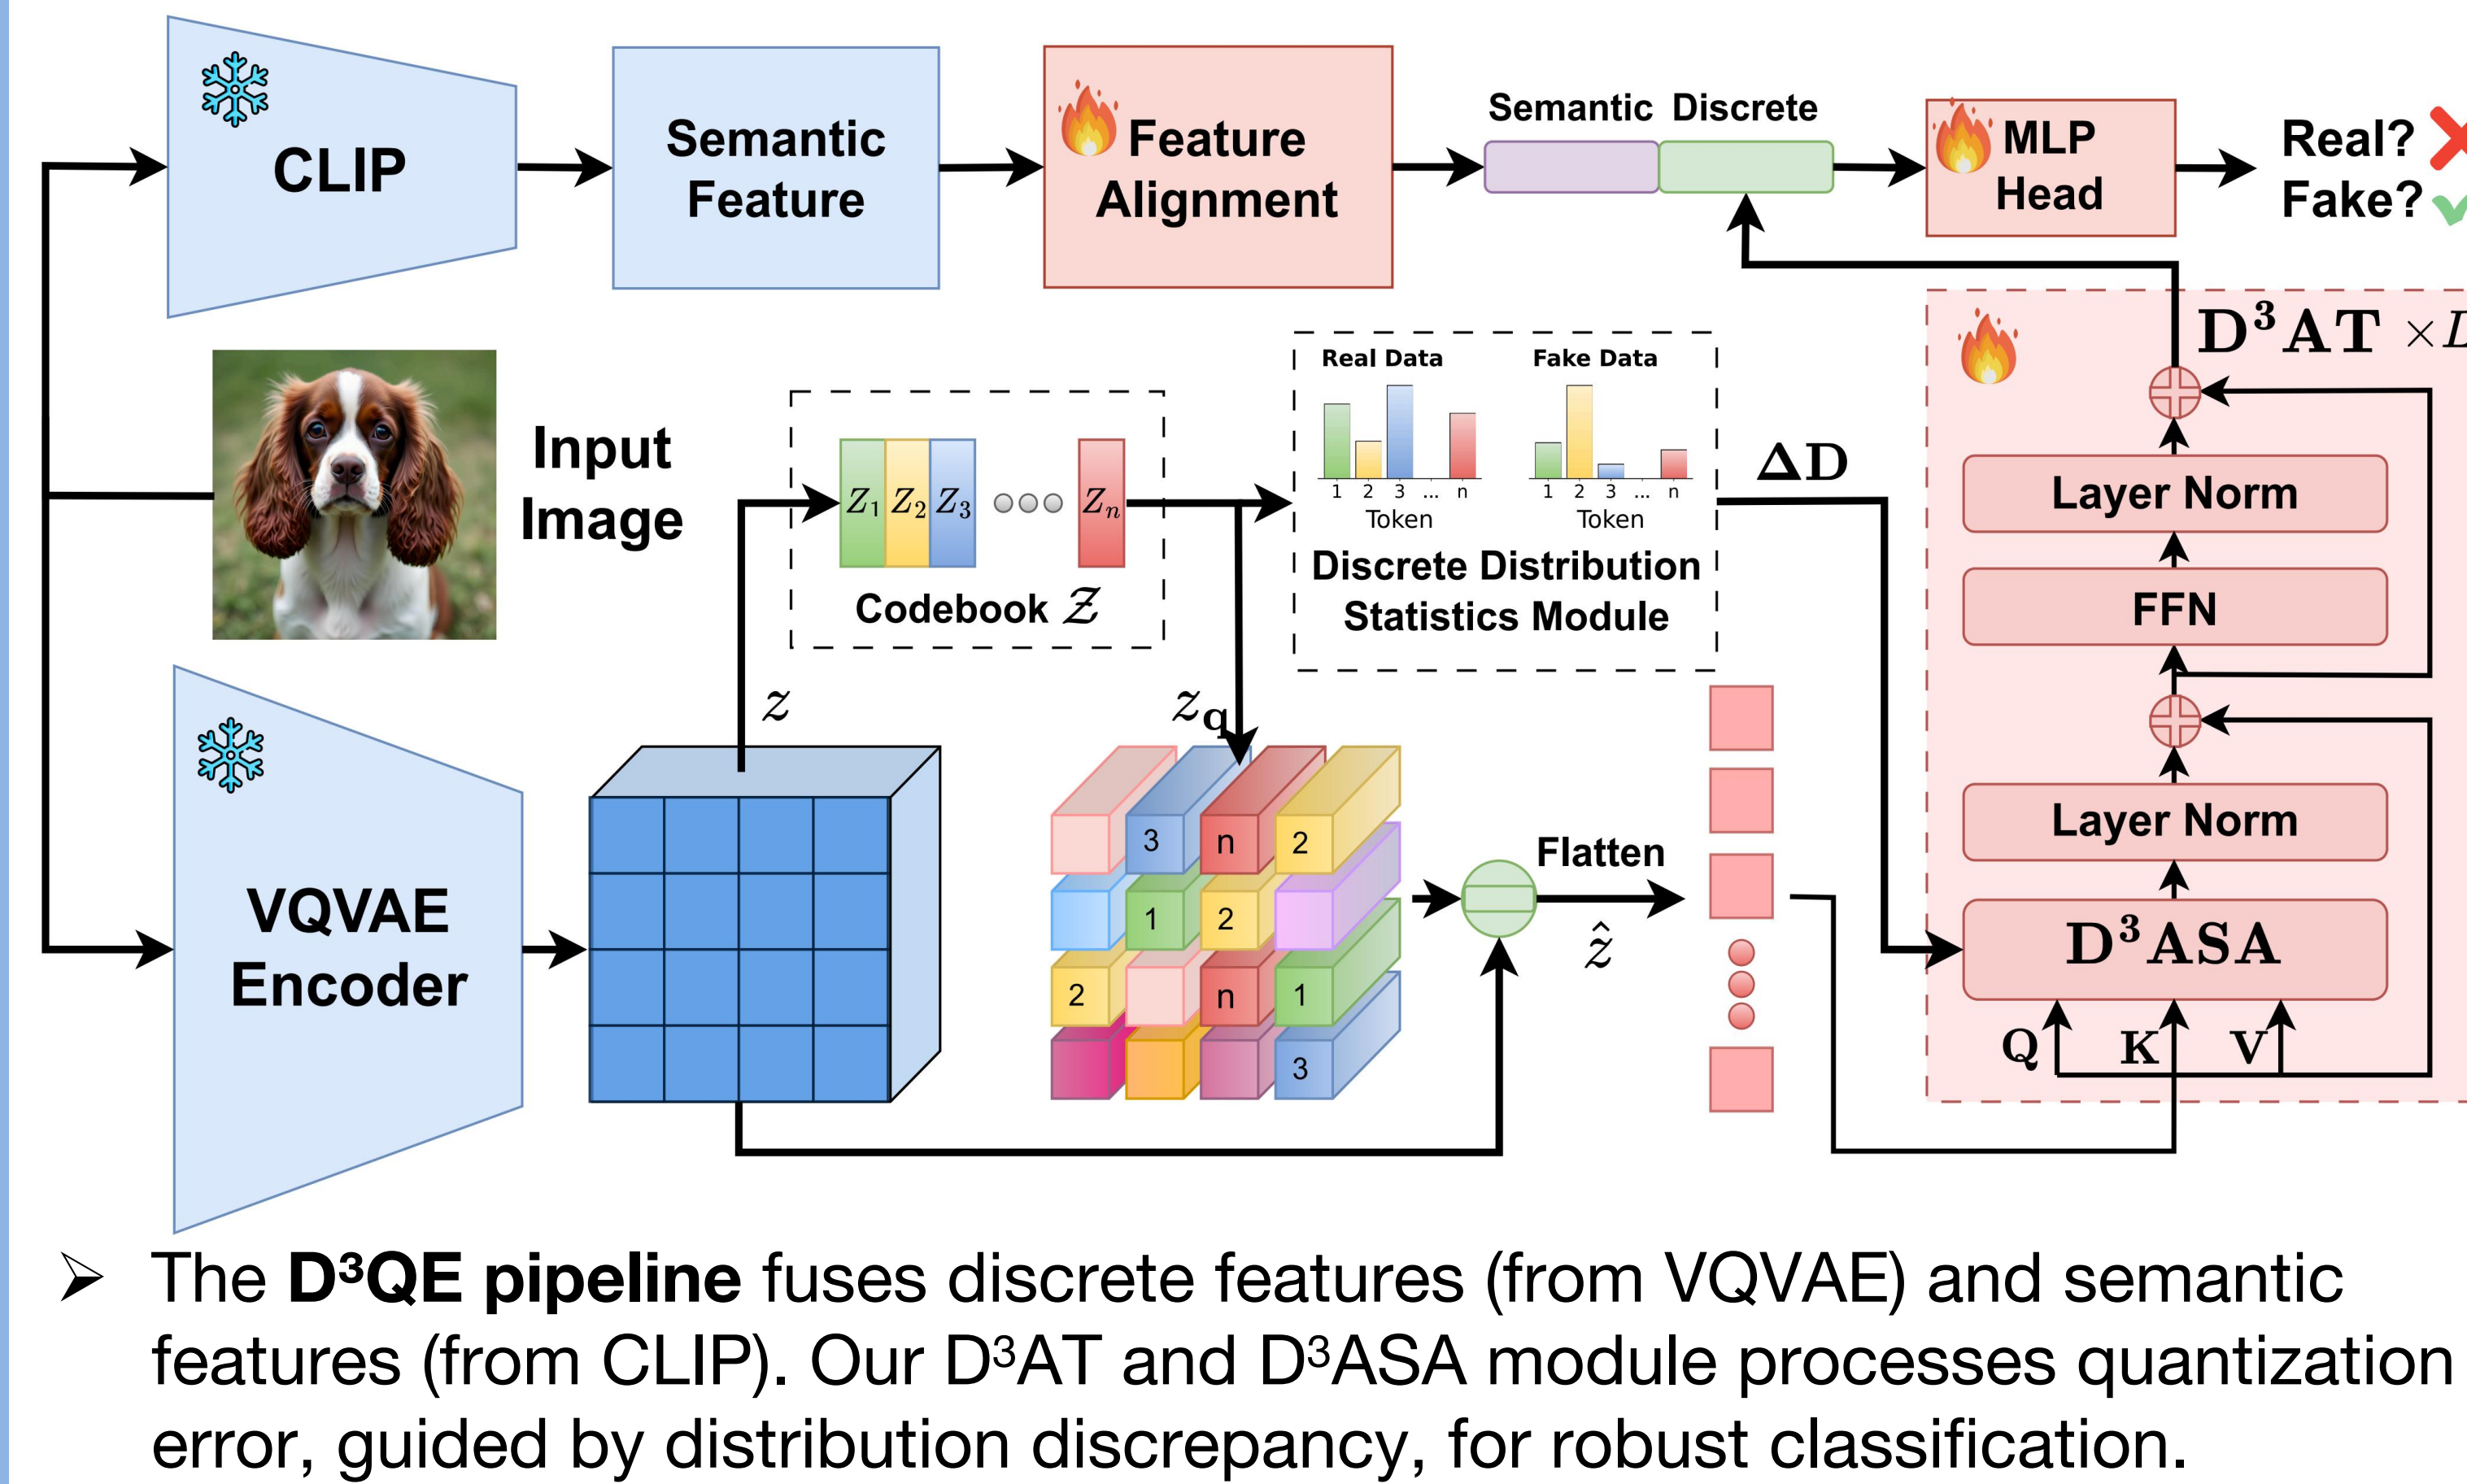 CLIP
Semantic
Feature
Feature
Alignment
Semantic Discrete
MLP
Head
Real?
Fake?
Input
Image
Z₁ Z₂ Z₃ Zₙ
Codebook 𝒵
Real Data Fake Data
1 2 3 ... n 1 2 3 ... n
Token Token
Discrete Distribution
Statistics Module
ΔD
D³AT ×
Layer Norm
FFN
Layer Norm
D³ASA
Q K V
VQVAE
Encoder
z
z_q
3 n 2
1 2
2 n 1
3
Flatten
ẑ
➢ The D³QE pipeline fuses discrete features (from VQVAE) and semantic
features (from CLIP). Our D³AT and D³ASA module processes quantization
error, guided by distribution discrepancy, for robust classification.